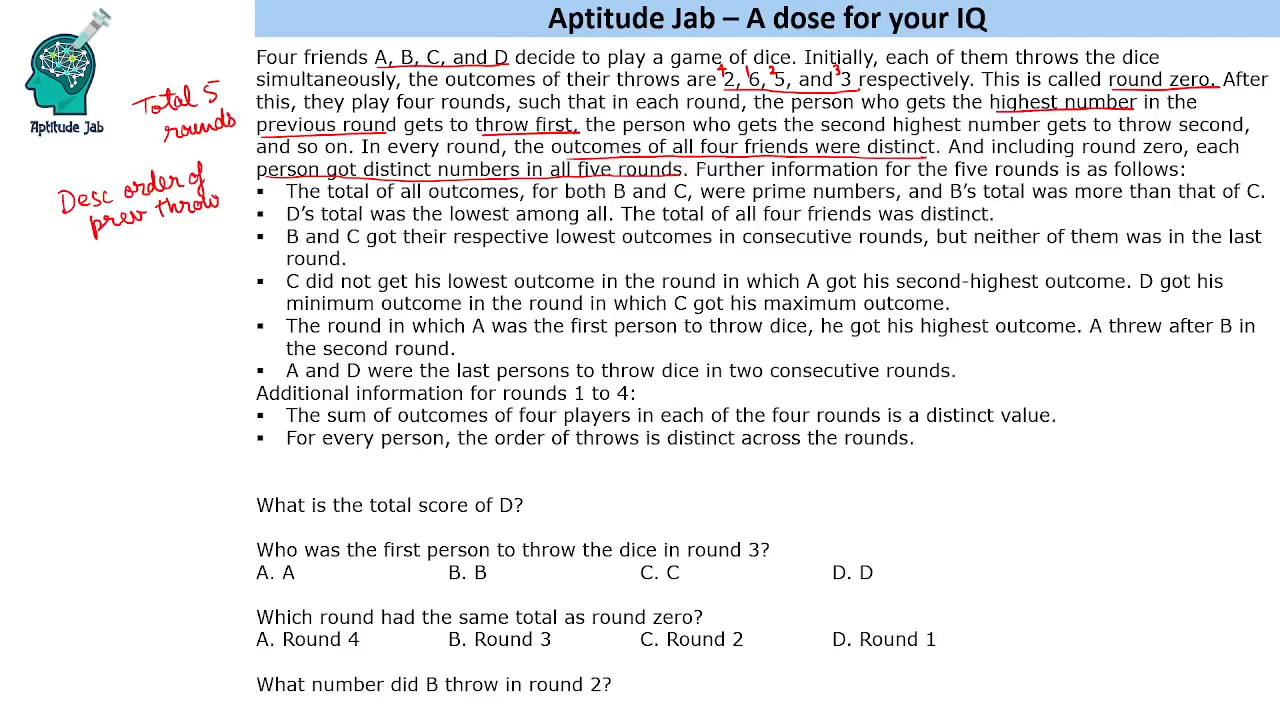 Aptitude Jab – A dose for your IQ
Four friends A, B, C, and D decide to play a game of dice. Initially, each of them throws the dice
4 1 2 3
simultaneously, the outcomes of their throws are 2, 6, 5, and 3 respectively. This is called round zero. After
this, they play four rounds, such that in each round, the person who gets the highest number in the
previous round gets to throw first, the person who gets the second highest number gets to throw second,
and so on. In every round, the outcomes of all four friends were distinct. And including round zero, each
person got distinct numbers in all five rounds. Further information for the five rounds is as follows:
▪ The total of all outcomes, for both B and C, were prime numbers, and B's total was more than that of C.
▪ D's total was the lowest among all. The total of all four friends was distinct.
▪ B and C got their respective lowest outcomes in consecutive rounds, but neither of them was in the last
round.
▪ C did not get his lowest outcome in the round in which A got his second-highest outcome. D got his
minimum outcome in the round in which C got his maximum outcome.
▪ The round in which A was the first person to throw dice, he got his highest outcome. A threw after B in
the second round.
▪ A and D were the last persons to throw dice in two consecutive rounds.
Additional information for rounds 1 to 4:
▪ The sum of outcomes of four players in each of the four rounds is a distinct value.
▪ For every person, the order of throws is distinct across the rounds.
What is the total score of D?
Who was the first person to throw the dice in round 3?
A. A B. B C. C D. D
Which round had the same total as round zero?
A. Round 4 B. Round 3 C. Round 2 D. Round 1
What number did B throw in round 2?
Aptitude Jab
Total 5
rounds
Desc order of
prev throw